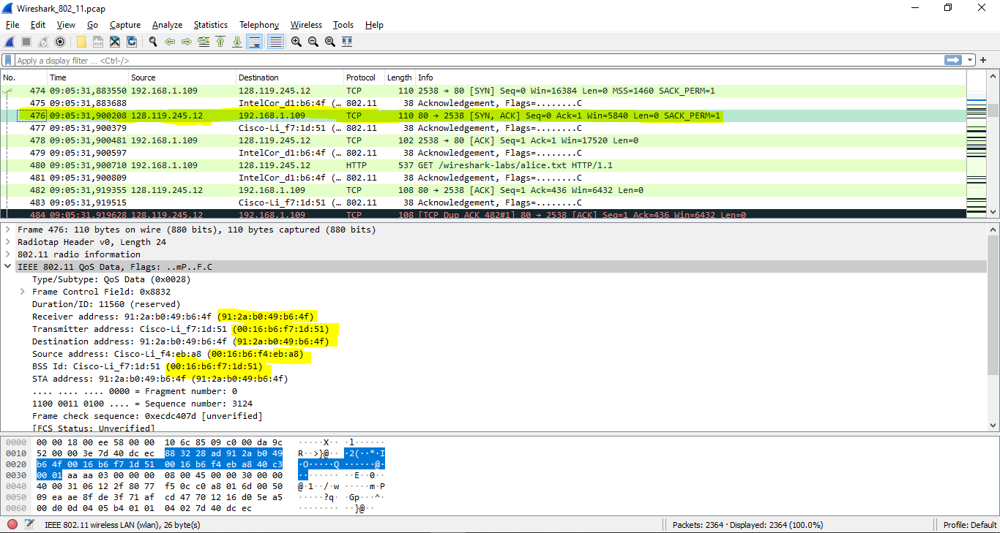 Wireshark_802_11.pcap
File Edit View Go Capture Analyze Statistics Telephony Wireless Tools Help
Apply a display filter ... <Ctrl-/>
No. Time Source Destination Protocol Length Info
474 09:05:31,883550 192.168.1.109 128.119.245.12 TCP 110 2538 → 80 [SYN] Seq=0 Win=16384 Len=0 MSS=1460 SACK_PERM=1
475 09:05:31,883688 IntelCor_d1:b6:4f (… 802.11 38 Acknowledgement, Flags=........C
476 09:05:31,900208 128.119.245.12 192.168.1.109 TCP 110 80 → 2538 [SYN, ACK] Seq=0 Ack=1 Win=5840 Len=0 SACK_PERM=1
477 09:05:31,900379 Cisco-Li_f7:1d:51 (… 802.11 38 Acknowledgement, Flags=........C
478 09:05:31,900481 192.168.1.109 128.119.245.12 TCP 102 2538 → 80 [ACK] Seq=1 Ack=1 Win=17520 Len=0
479 09:05:31,900597 IntelCor_d1:b6:4f (… 802.11 38 Acknowledgement, Flags=........C
480 09:05:31,900710 192.168.1.109 128.119.245.12 HTTP 537 GET /wireshark-labs/alice.txt HTTP/1.1
481 09:05:31,900809 IntelCor_d1:b6:4f (… 802.11 38 Acknowledgement, Flags=........C
482 09:05:31,919355 128.119.245.12 192.168.1.109 TCP 108 80 → 2538 [ACK] Seq=1 Ack=436 Win=6432 Len=0
483 09:05:31,919515 Cisco-Li_f7:1d:51 (… 802.11 38 Acknowledgement, Flags=........C
484 09:05:31,919628 128.119.245.12 192.168.1.109 TCP 108 [TCP Dup ACK 482#1] 80 → 2538 [ACK] Seq=1 Ack=436 Win=6432 Len=0
Frame 476: 110 bytes on wire (880 bits), 110 bytes captured (880 bits)
Radiotap Header v0, Length 24
802.11 radio information
IEEE 802.11 QoS Data, Flags: ..mP..F.C
Type/Subtype: QoS Data (0x0028)
Frame Control Field: 0x8832
Duration/ID: 11560 (reserved)
Receiver address: 91:2a:b0:49:b6:4f (91:2a:b0:49:b6:4f)
Transmitter address: Cisco-Li_f7:1d:51 (00:16:b6:f7:1d:51)
Destination address: 91:2a:b0:49:b6:4f (91:2a:b0:49:b6:4f)
Source address: Cisco-Li_f4:eb:a8 (00:16:b6:f4:eb:a8)
BSS Id: Cisco-Li_f7:1d:51 (00:16:b6:f7:1d:51)
STA address: 91:2a:b0:49:b6:4f (91:2a:b0:49:b6:4f)
.... .... .... 0000 = Fragment number: 0
1100 0011 0100 .... = Sequence number: 3124
Frame check sequence: 0xecdc407d [unverified]
[FCS Status: Unverified]
0000 00 00 18 00 ee 58 00 00 10 6c 85 09 c0 00 da 9c ·····X·· ·l······
0010 52 00 00 3e 7d 40 dc ec 88 32 28 ad 91 2a b0 49 R··>}@·· ·2(··*·I
0020 b6 4f 00 16 b6 f7 1d 51 00 16 b6 f4 eb a8 40 c3 ·O·····Q ······@·
0030 00 01 aa aa 03 00 00 00 08 00 45 00 00 30 00 00 ········ ··E··0··
0040 40 00 31 06 12 2f 80 77 f5 0c c0 a8 01 6d 00 50 @·1··/·w ·····m·P
0050 09 ea ae 8f de 3f 71 af cd 47 70 12 16 d0 5e a5 ·····?q· ·Gp···^·
0060 00 d0 0d 04 05 b4 01 01 04 02 7d 40 dc ec ········ ··}@··
IEEE 802.11 wireless LAN (wlan), 26 byte(s) Packets: 2364 · Displayed: 2364 (100.0%) Profile: Default